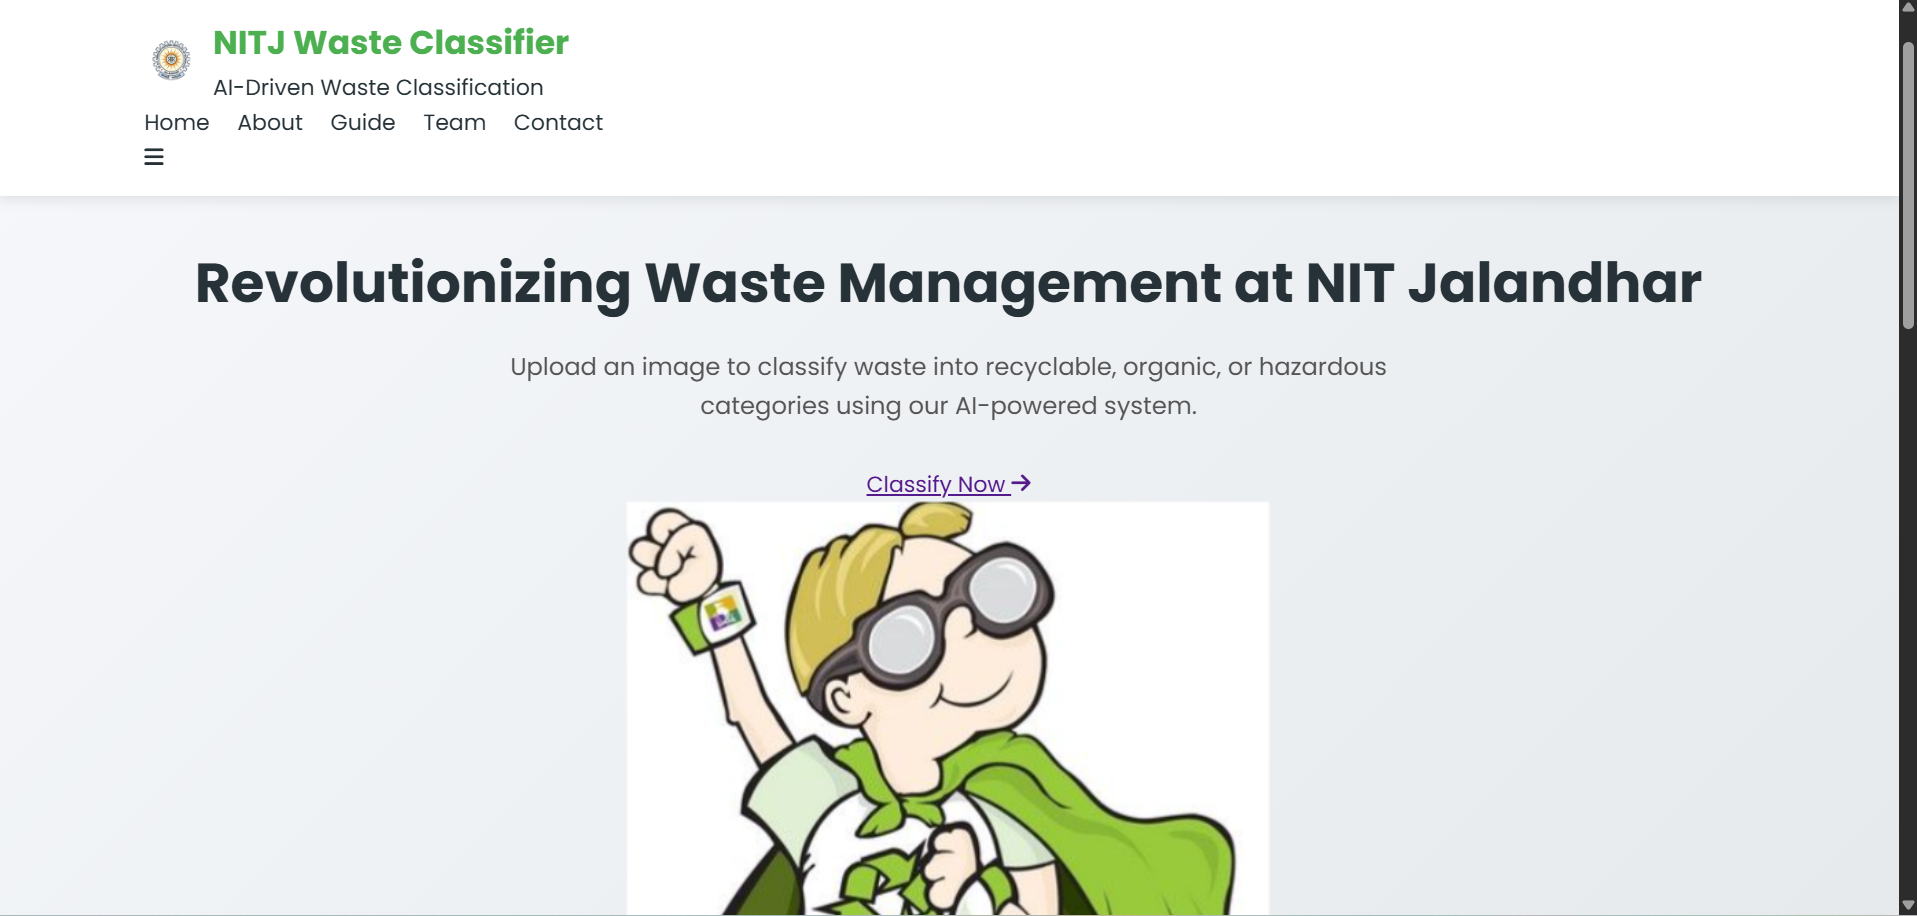 NITJ Waste Classifier
AI-Driven Waste Classification
Home About Guide Team Contact
Revolutionizing Waste Management at NIT Jalandhar
Upload an image to classify waste into recyclable, organic, or hazardous
categories using our AI-powered system.
Classify Now